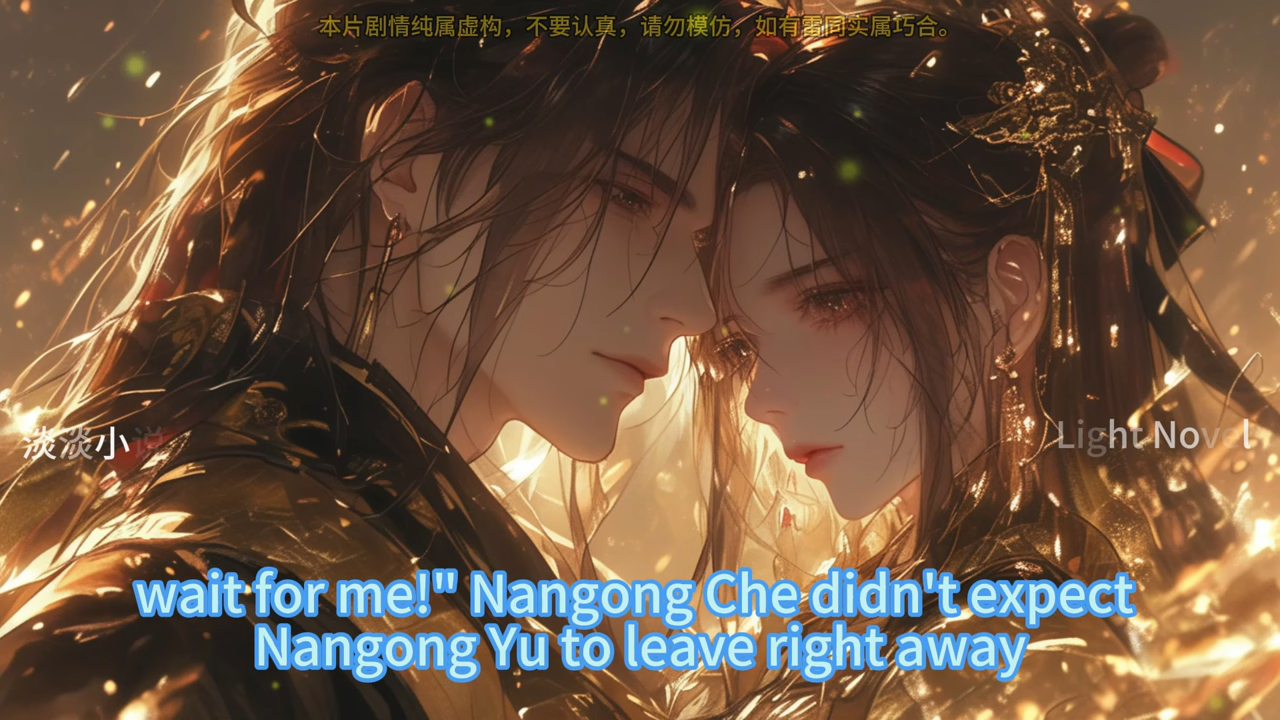 本片剧情纯属虚构，不要认真，请勿模仿，如有雷同实属巧合。
淡淡小说
Light Novel
wait for me!" Nangong Che didn't expect
Nangong Yu to leave right away